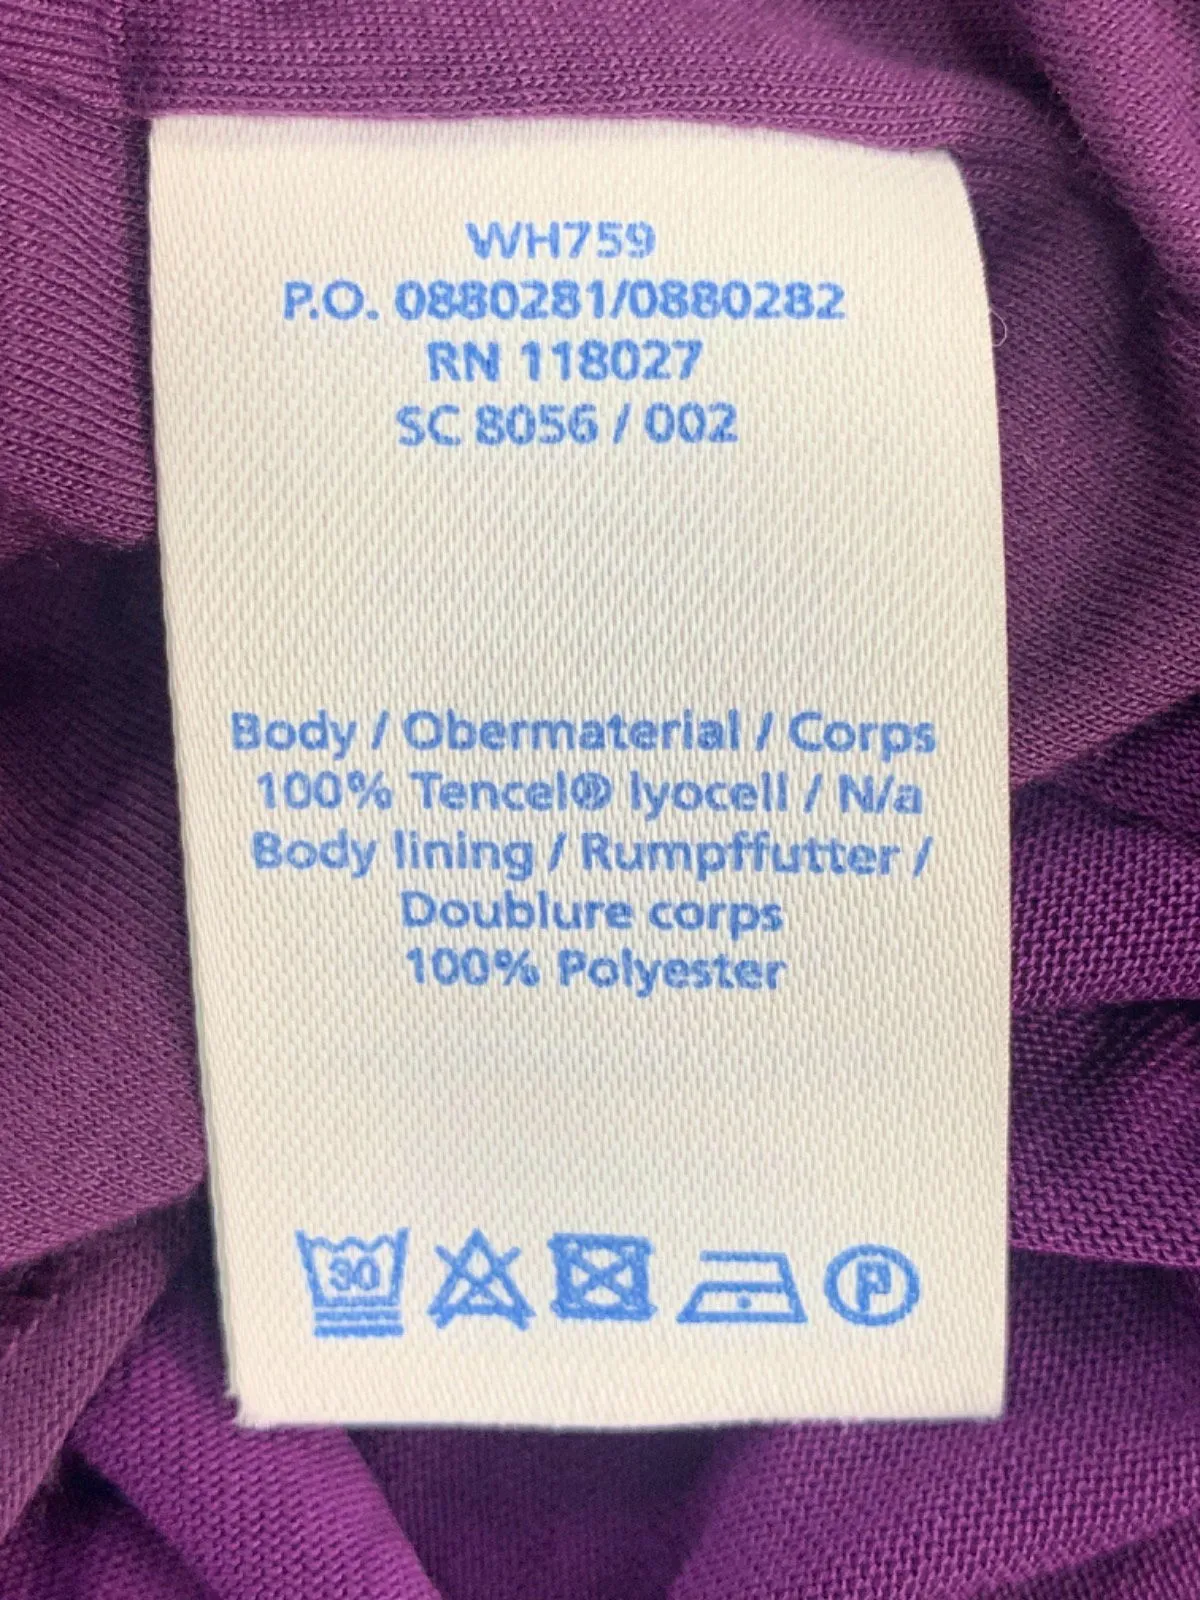 WH759
P.O. 0880281/0880282
RN 118027
SC 8056 / 002
Body / Obermaterial / Corps
100% Tencel® lyocell / N/a
Body lining / Rumpffutter /
Doublure corps
100% Polyester
30 P